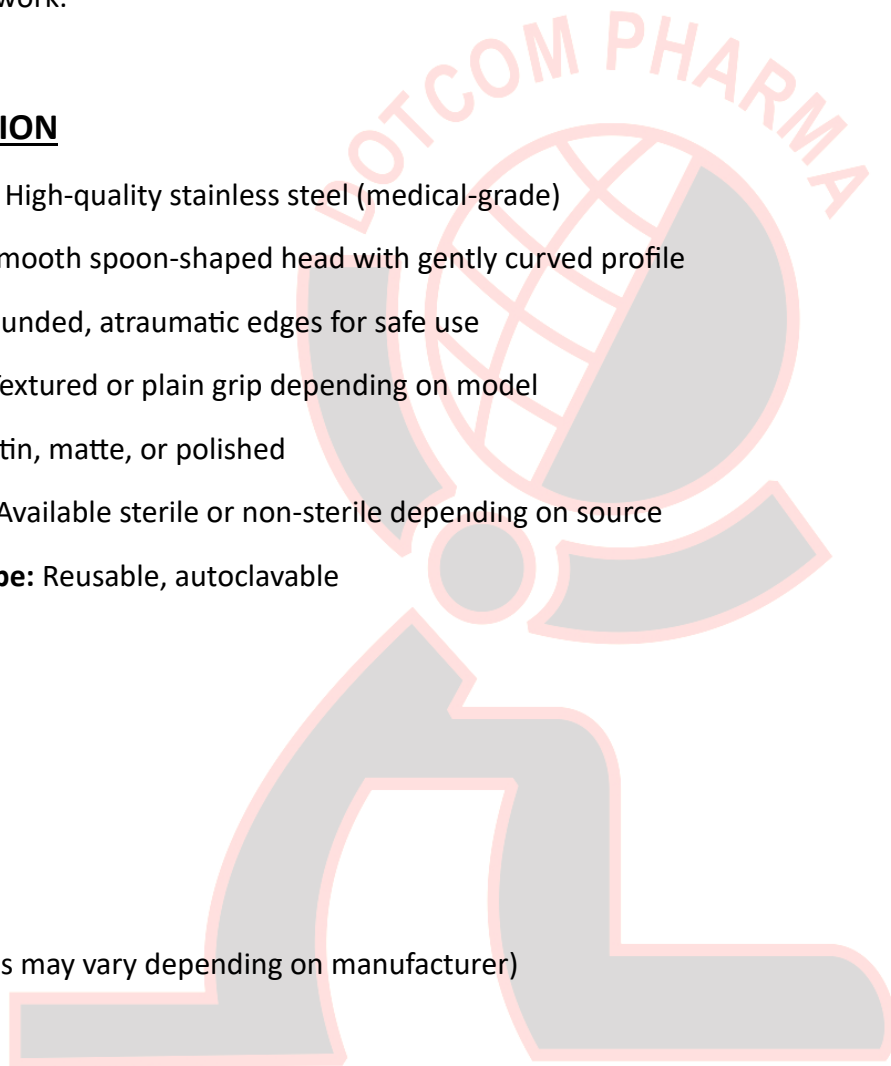 work.
DOTCOM PHARMA
ION
High-quality stainless steel (medical-grade)
mooth spoon-shaped head with gently curved profile
unded, atraumatic edges for safe use
extured or plain grip depending on model
tin, matte, or polished
Available sterile or non-sterile depending on source
pe: Reusable, autoclavable
s may vary depending on manufacturer)